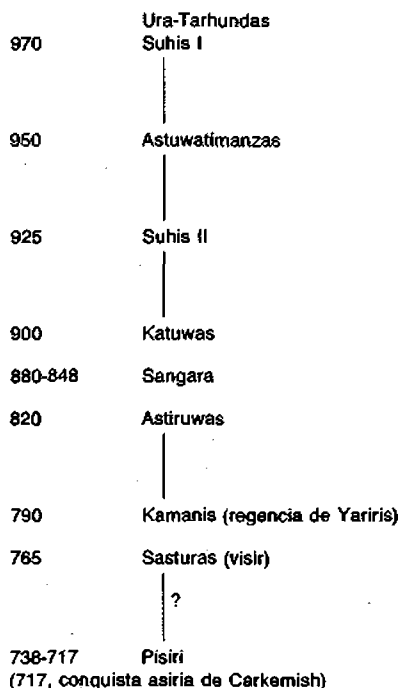 Ura-Tarhundas
970 Suhis I
950 Astuwatimanzas
925 Suhis II
900 Katuwas
880-848 Sangara
820 Astiruwas
790 Kamanis (regencia de Yariris)
765 Sasturas (visir)
?
738-717 Pisiri
(717, conquista asiria de Carkemish)